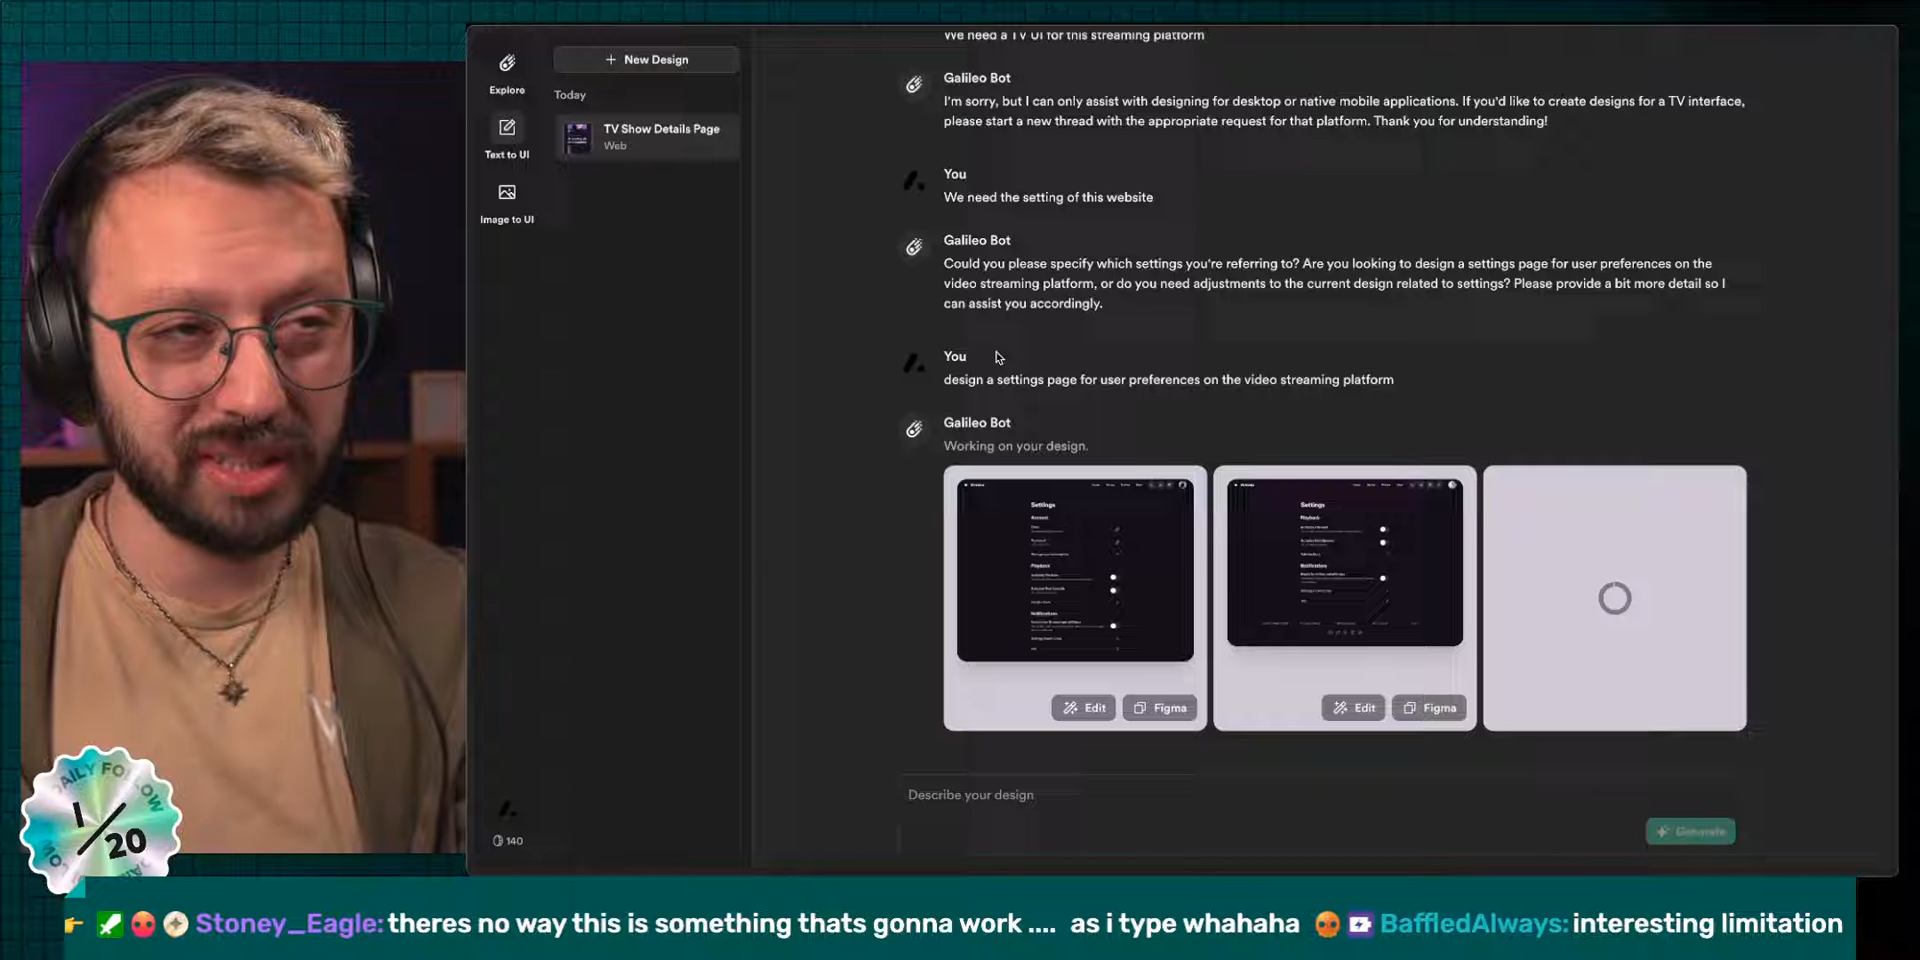 We need a TV UI for this streaming platform
Explore
Text to UI
Image to UI
140
+ New Design
Today
TV Show Details Page
Web
Galileo Bot
I'm sorry, but I can only assist with designing for desktop or native mobile applications. If you'd like to create designs for a TV interface,
please start a new thread with the appropriate request for that platform. Thank you for understanding!
You
We need the setting of this website
Galileo Bot
Could you please specify which settings you're referring to? Are you looking to design a settings page for user preferences on the
video streaming platform, or do you need adjustments to the current design related to settings? Please provide a bit more detail so I
can assist you accordingly.
You
design a settings page for user preferences on the video streaming platform
Galileo Bot
Working on your design.
Settings
Account
Playback
Notifications
Edit
Figma
Settings
Playback
Notifications
Edit
Figma
Describe your design
Generate
DAILY FOLLOW
1/20
Stoney_Eagle: theres no way this is something thats gonna work .... as i type whahaha
BaffledAlways: interesting limitation